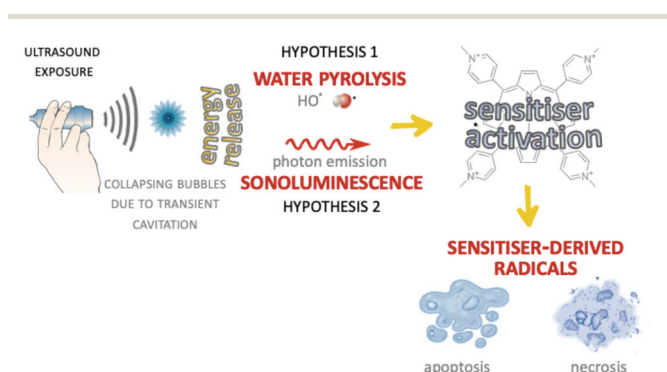 ULTRASOUND
EXPOSURE
COLLAPSING BUBBLES
DUE TO TRANSIENT
CAVITATION
energy
release
HYPOTHESIS 1
WATER PYROLYSIS
HO•
photon emission
SONOLUMINESCENCE
HYPOTHESIS 2
N⁺
N⁺
sensitiser
activation
N⁺
N⁺
SENSITISER-DERIVED
RADICALS
apoptosis
necrosis